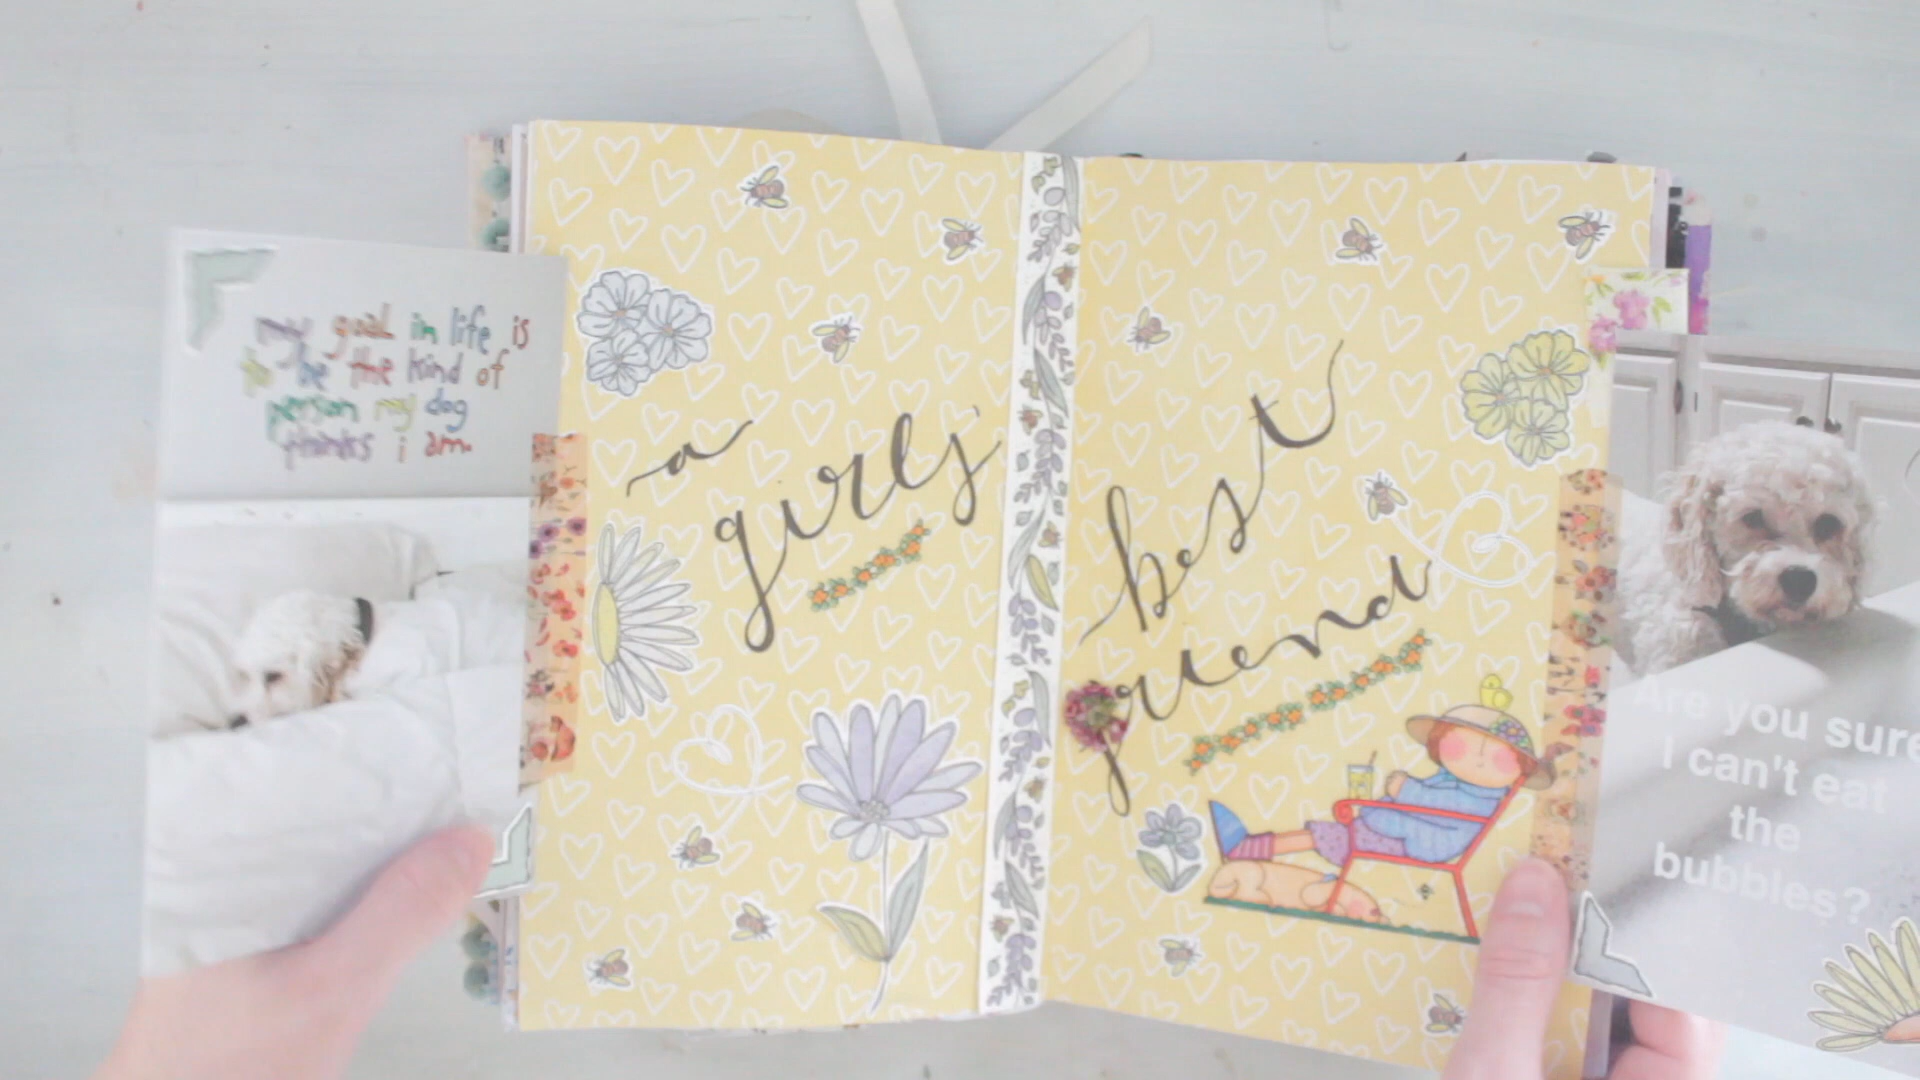 my goal in life is
to be the kind of
person my dog
thinks i am.
a
girls'
best
friend
Are you sure
I can't eat
the
bubbles?